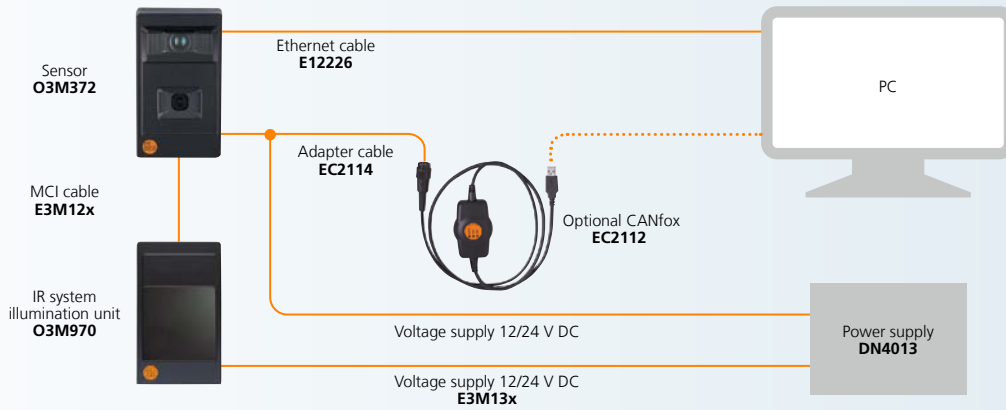 Ethernet cable
E12226
Sensor
O3M372
PC
Adapter cable
EC2114
MCI cable
E3M12x
Optional CANfox
EC2112
IR system
illumination unit
O3M970
Voltage supply 12/24 V DC
Power supply
DN4013
Voltage supply 12/24 V DC
E3M13x